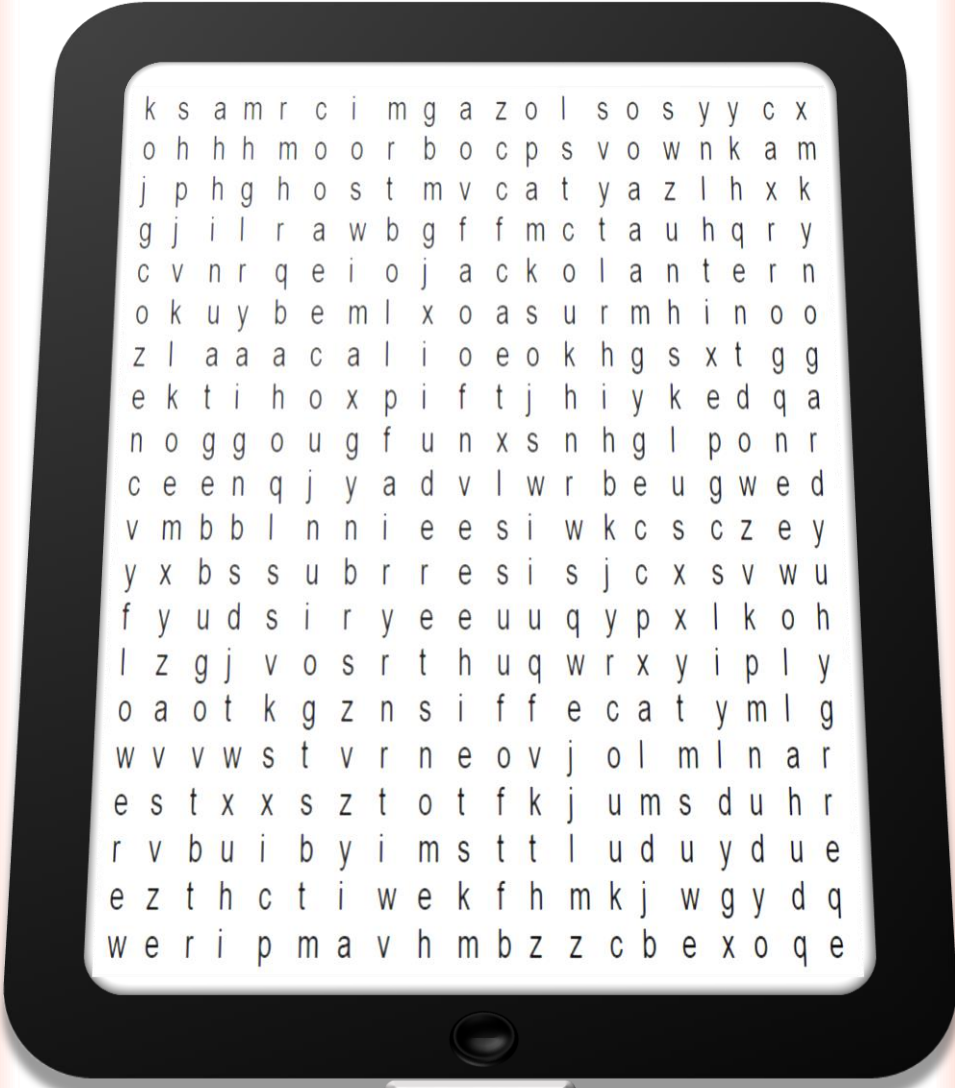 k s a m r c i m g a z o l s o s y y c x
o h h h m o o r b o c p s v o w n k a m
j p h g h o s t m v c a t y a z l h x k
g j i l r a w b g f f m c t a u h q r y
c v n r q e i o j a c k o l a n t e r n
o k u y b e m l x o a s u r m h i n o o
z l a a a c a l i o e o k h g s x t g g
e k t i h o x p i f t j h i y k e d q a
n o g g o u g f u n x s n h g l p o n r
c e e n q j y a d v l w r b e u g w e d
v m b b l n n i e e s i w k c s c z e y
y x b s s u b r r e s i s j c x s v w u
f y u d s i r y e e u u q y p x l k o h
l z g j v o s r t h u q w r x y i p l y
o a o t k g z n s i f f e c a t y m l g
w v v w s t v r n e o v j o l m l n a r
e s t x x s z t o t f k j u m s d u h r
r v b u i b y i m s t t l u d u y d u e
e z t h c t i w e k f h m k j w g y d q
w e r i p m a v h m b z z c b e x o q e